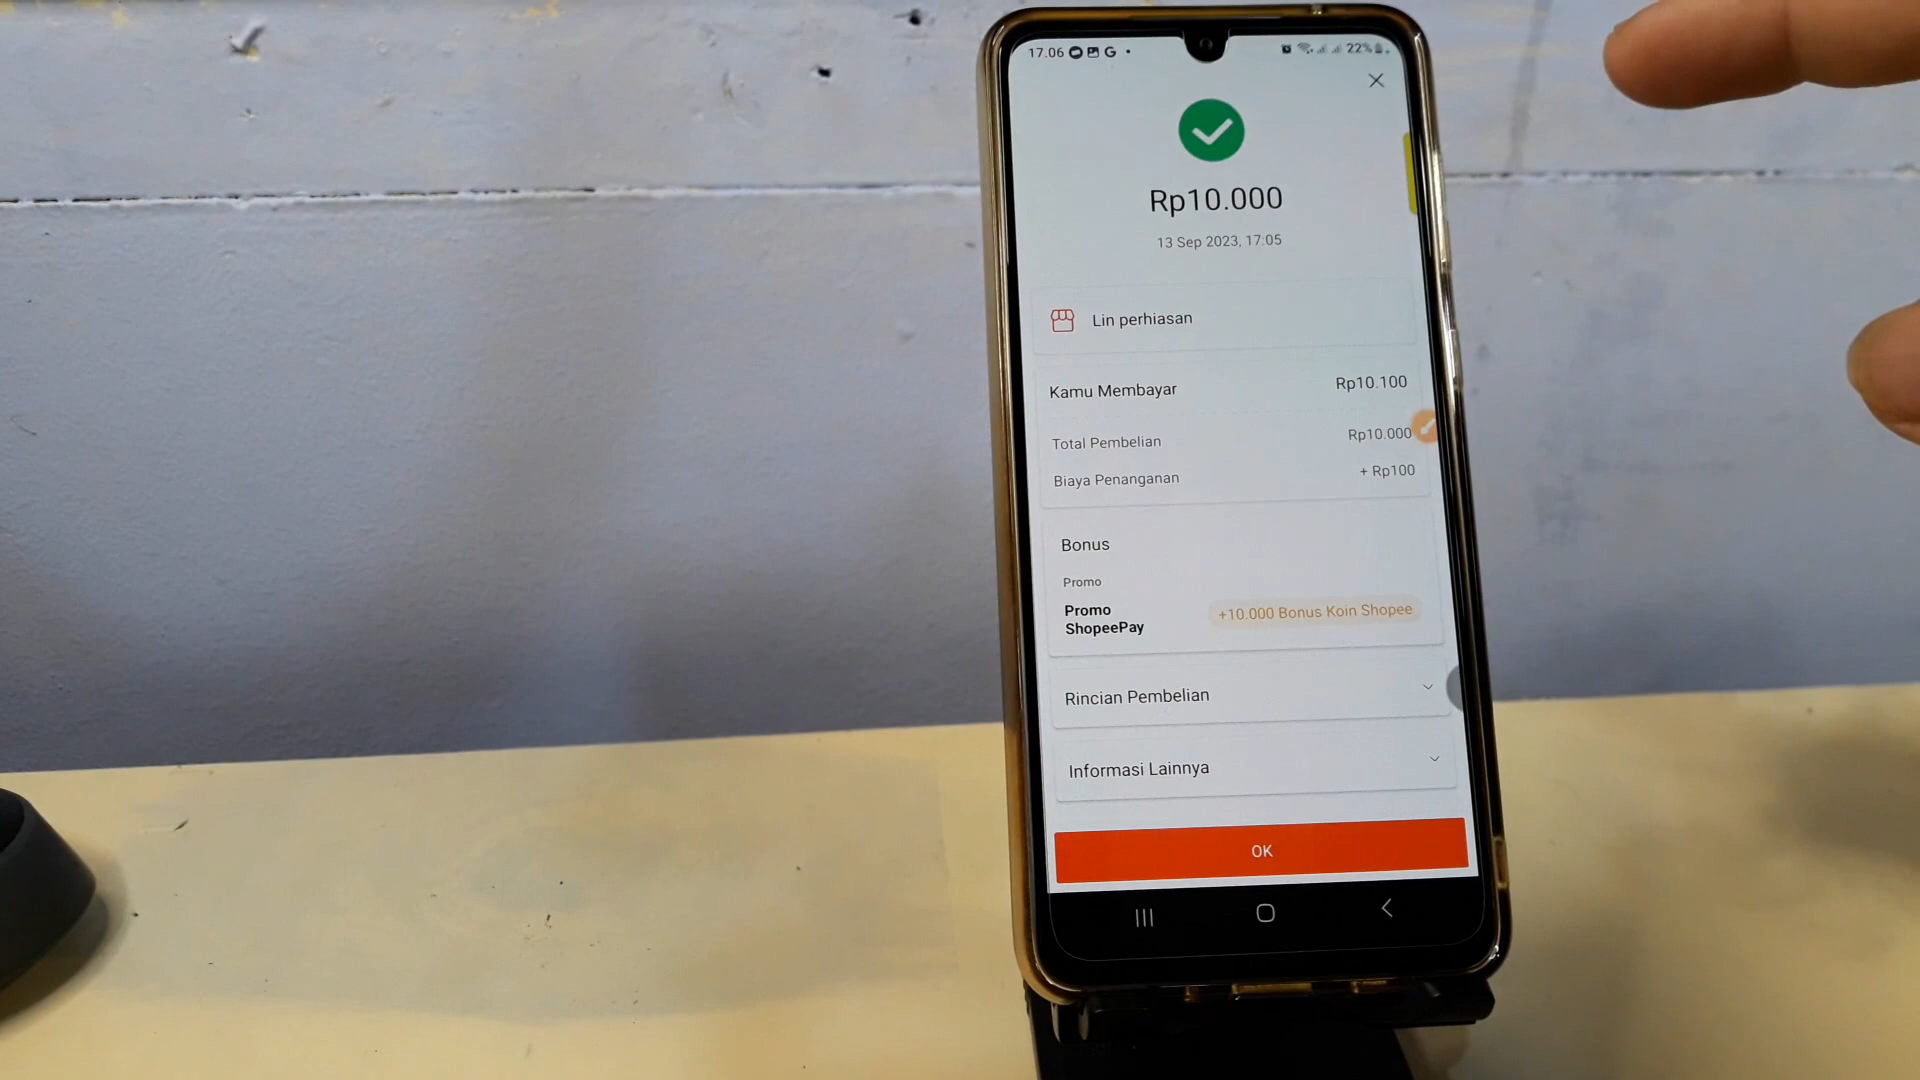 17.06 G 22%
Rp10.000
13 Sep 2023, 17:05
Lin perhiasan
Kamu Membayar Rp10.100
Total Pembelian Rp10.000
Biaya Penanganan + Rp100
Bonus
Promo
Promo
ShopeePay
+10.000 Bonus Koin Shopee
Rincian Pembelian
Informasi Lainnya
OK